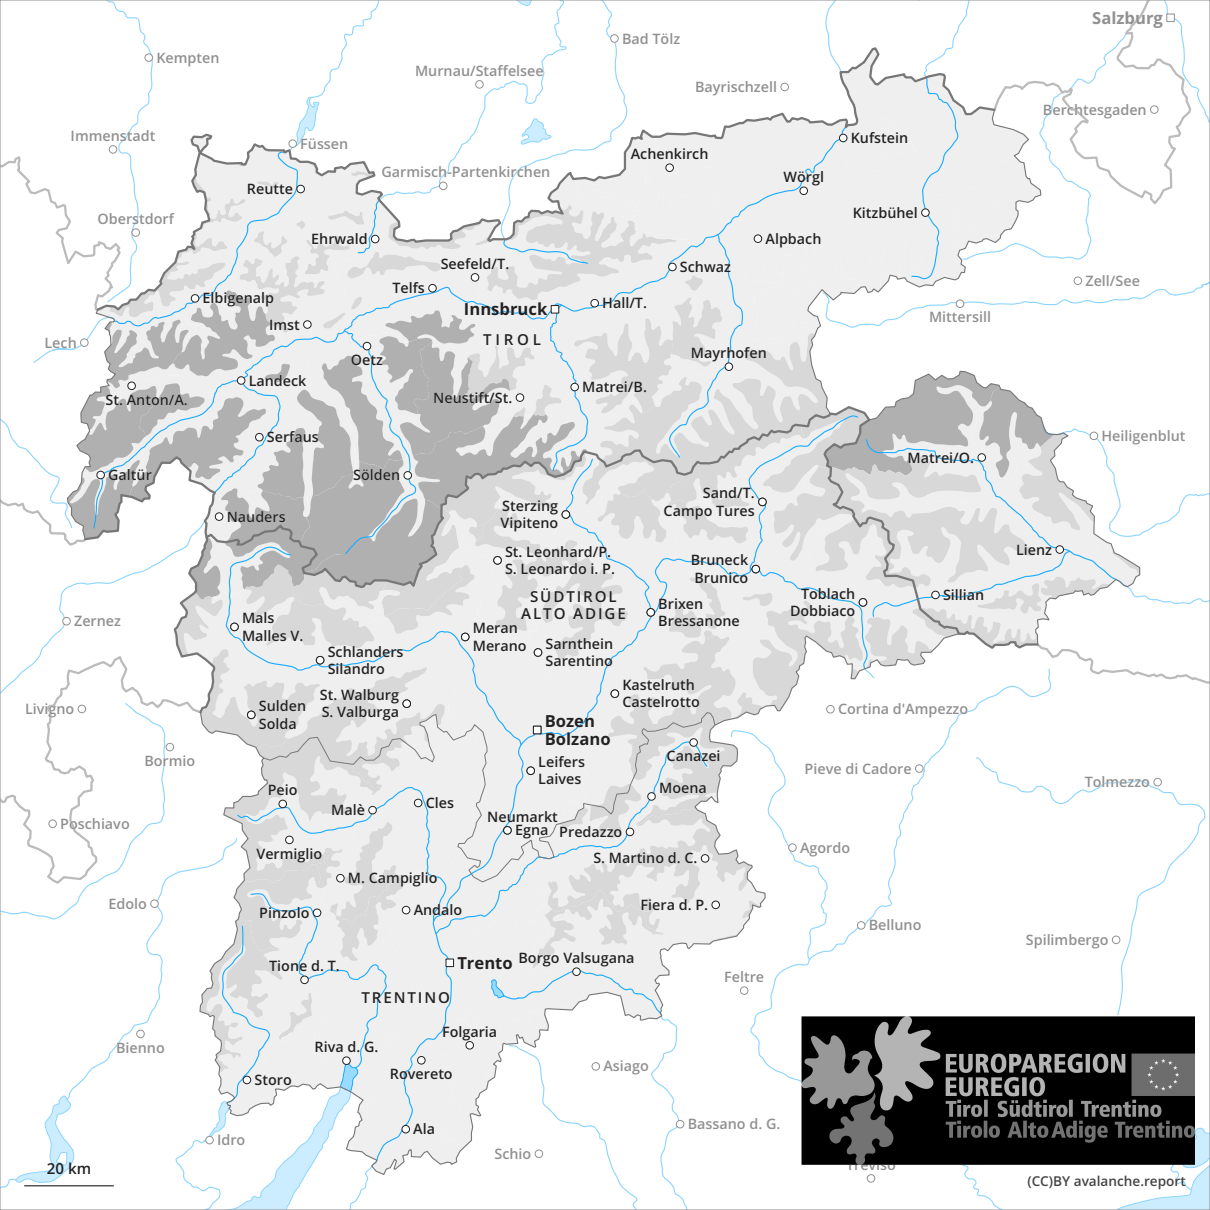 Salzburg
Bad Tölz
Kempten
Murnau/Staffelsee
Bayrischzell
Berchtesgaden
Immenstadt
Füssen
Kufstein
Achenkirch
Garmisch-Partenkirchen
Wörgl
Reutte
Oberstdorf
Kitzbühel
Ehrwald
Alpbach
Seefeld/T.
Schwaz
Zell/See
Telfs
Elbigenalp
Hall/T.
Innsbruck
Mittersill
Imst
TIROL
Lech
Mayrhofen
Oetz
Landeck
Matrei/B.
St. Anton/A.
Neustift/St.
Serfaus
Heiligenblut
Matrei/O.
Galtür
Sölden
Sand/T.
Campo Tures
Sterzing
Vipiteno
Nauders
Lienz
St. Leonhard/P.
S. Leonardo i. P.
Bruneck
Brunico
SÜDTIROL
ALTO ADIGE
Toblach
Dobbiaco
Sillian
Brixen
Bressanone
Zernez
Mals
Malles V.
Meran
Merano
Sarnthein
Sarentino
Schlanders
Silandro
Kastelruth
Castelrotto
St. Walburg
S. Valburga
Sulden
Solda
Livigno
Cortina d'Ampezzo
Bozen
Bolzano
Bormio
Canazei
Leifers
Laives
Pieve di Cadore
Tolmezzo
Peio
Moena
Malè
Cles
Neumarkt
Egna
Predazzo
Poschiavo
Vermiglio
Agordo
S. Martino d. C.
M. Campiglio
Edolo
Pinzolo
Andalo
Fiera d. P.
Belluno
Spilimbergo
Trento
Borgo Valsugana
Tione d. T.
Feltre
TRENTINO
Folgaria
Bienno
Riva d. G.
Rovereto
Asiago
Storo
EUROPAREGION
EUREGIO
Tirol Südtirol Trentino
Tirolo Alto Adige Trentino
Ala
Bassano d. G.
Idro
Schio
Treviso
20 km
(CC)BY avalanche.report